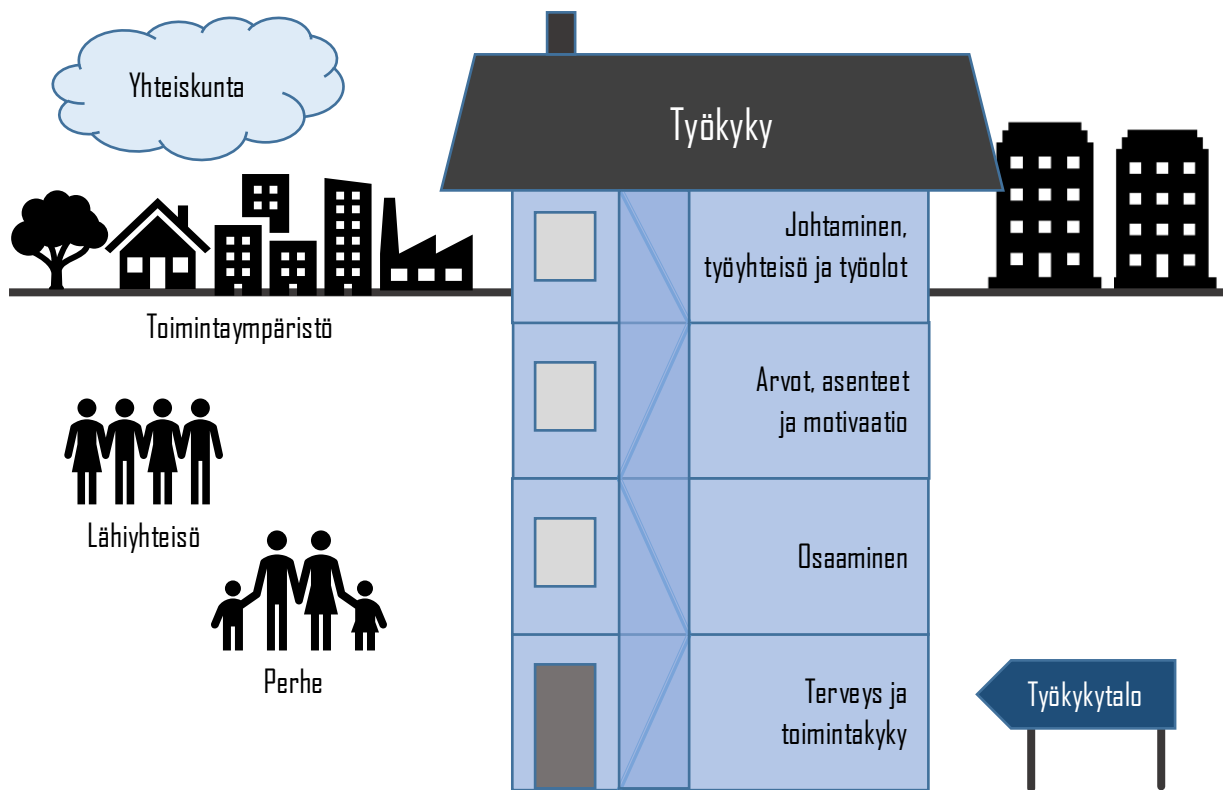 Yhteiskunta
Työkyky
Johtaminen,
työyhteisö ja työolot
Toimintaympäristö
Arvot, asenteet
ja motivaatio
Lähiyhteisö
Osaaminen
Perhe
Terveys ja
toimintakyky
Työkykytalo